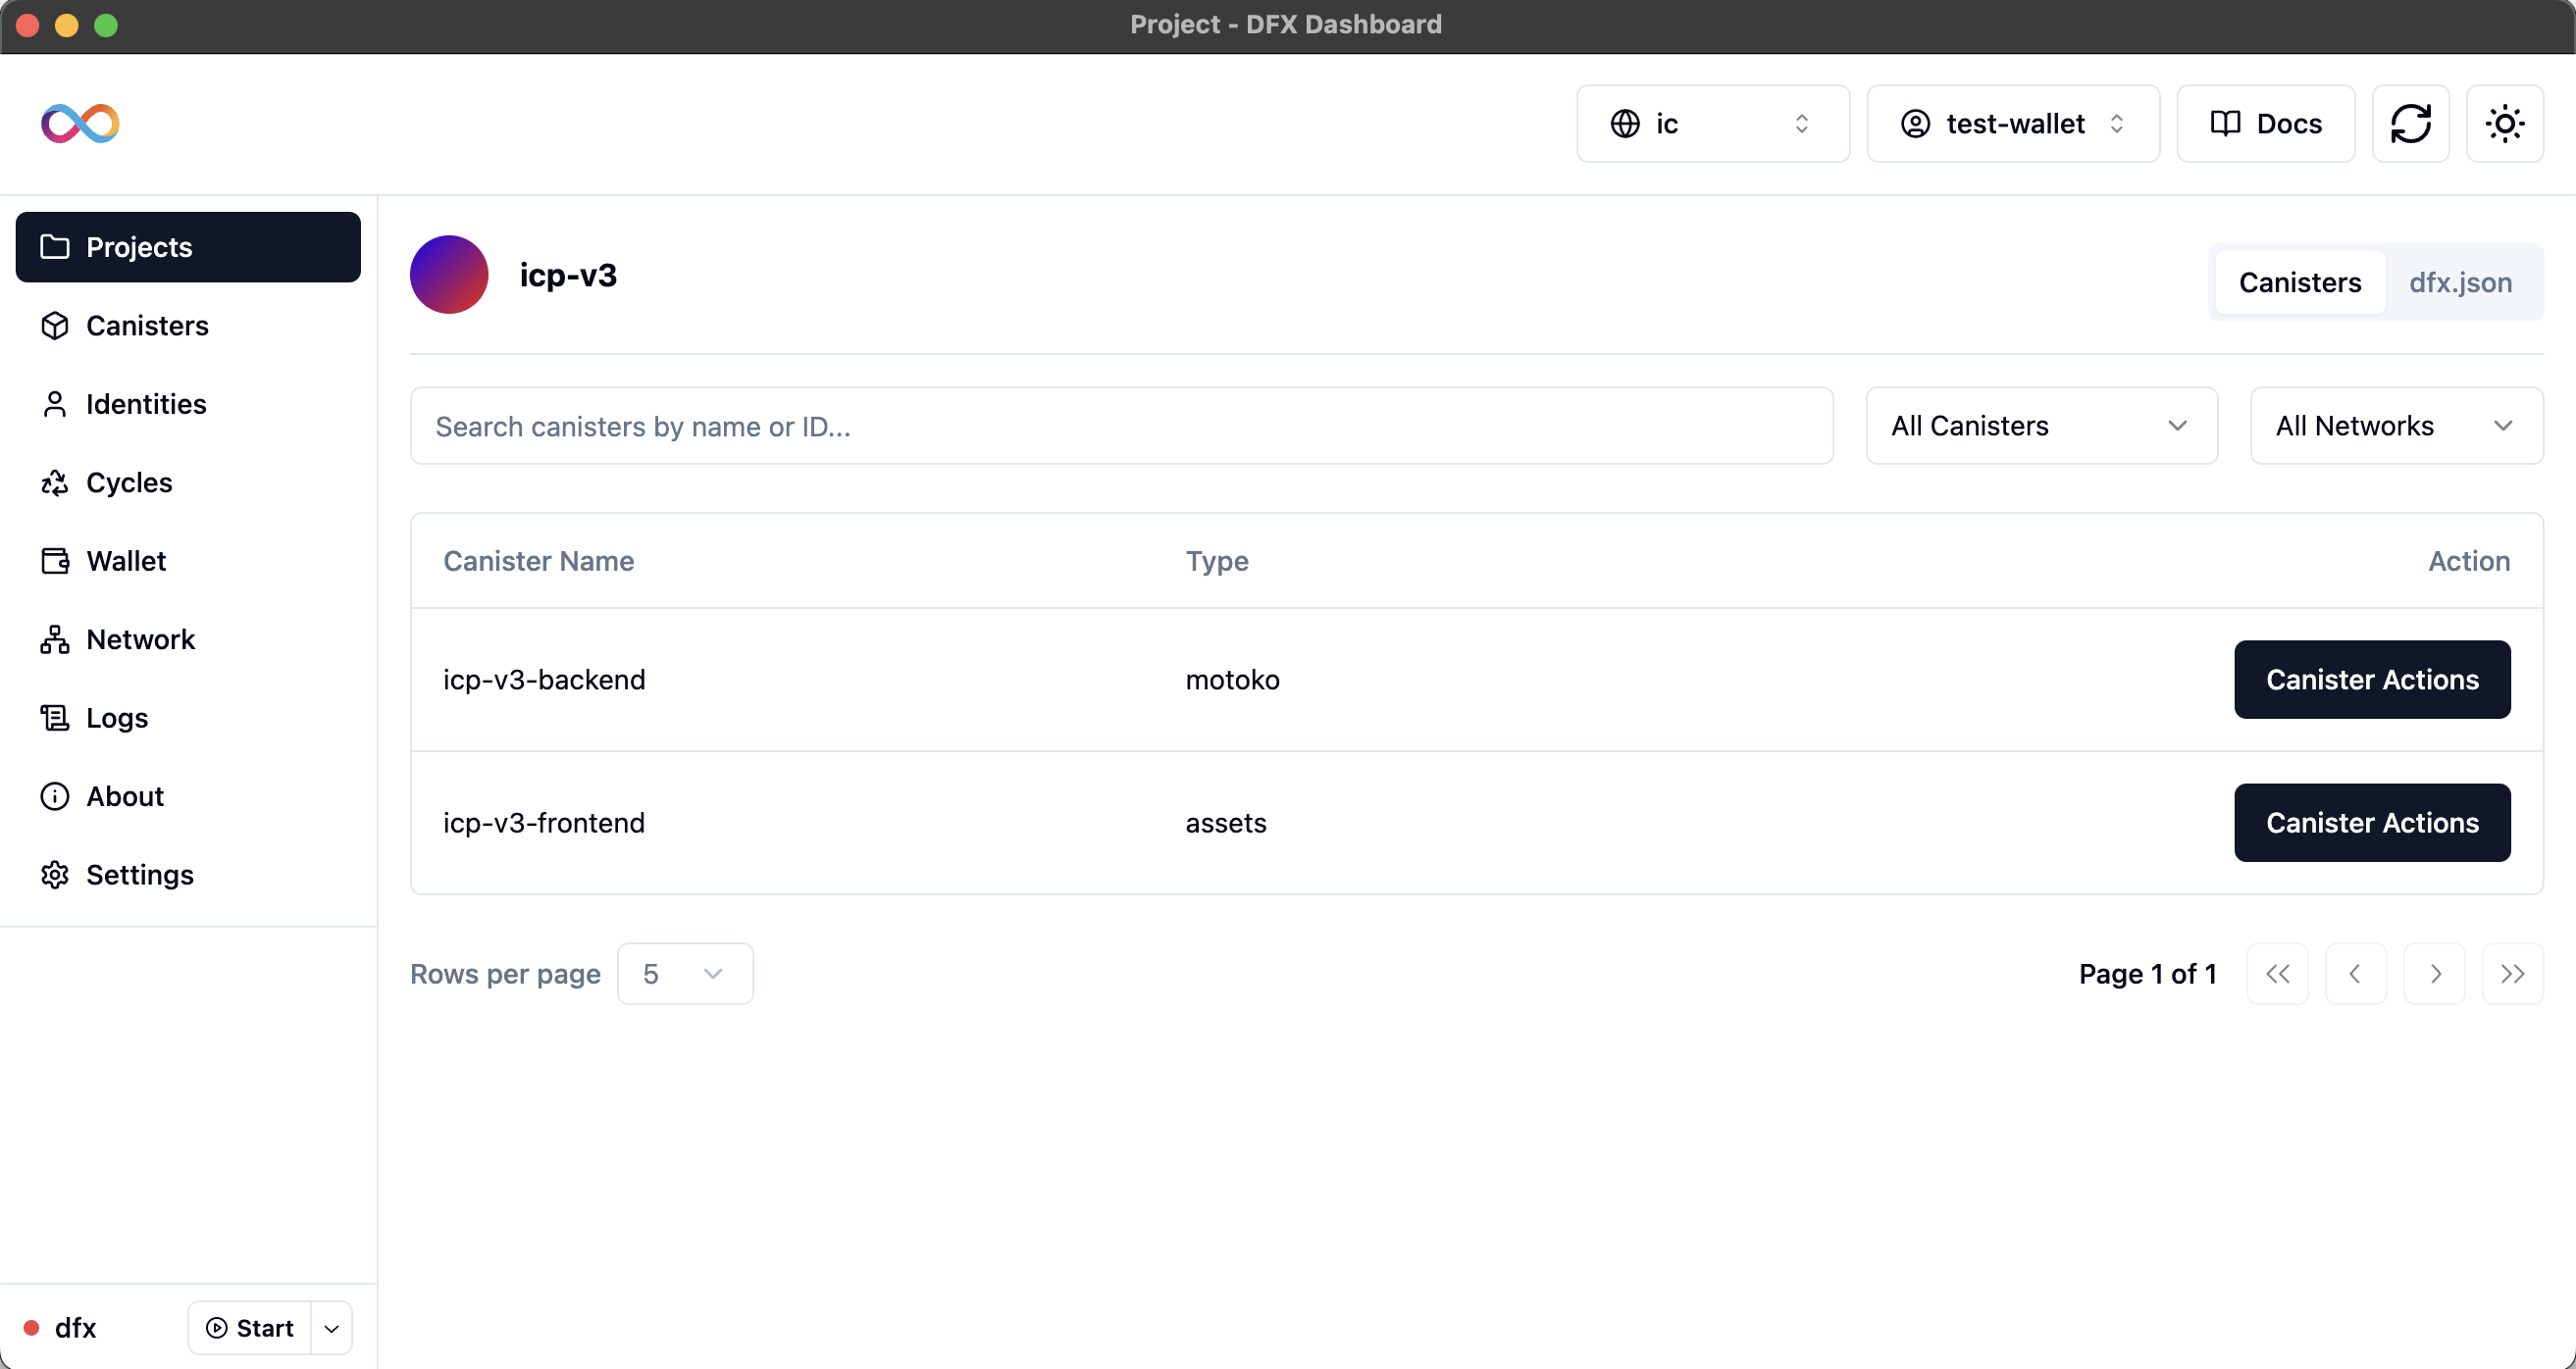 Project - DFX Dashboard
ic
test-wallet
Docs
Projects
Canisters
Identities
Cycles
Wallet
Network
Logs
About
Settings
dfx
Start
icp-v3
Canisters
dfx.json
Search canisters by name or ID...
All Canisters
All Networks
Canister Name Type Action
icp-v3-backend motoko Canister Actions
icp-v3-frontend assets Canister Actions
Rows per page 5
Page 1 of 1